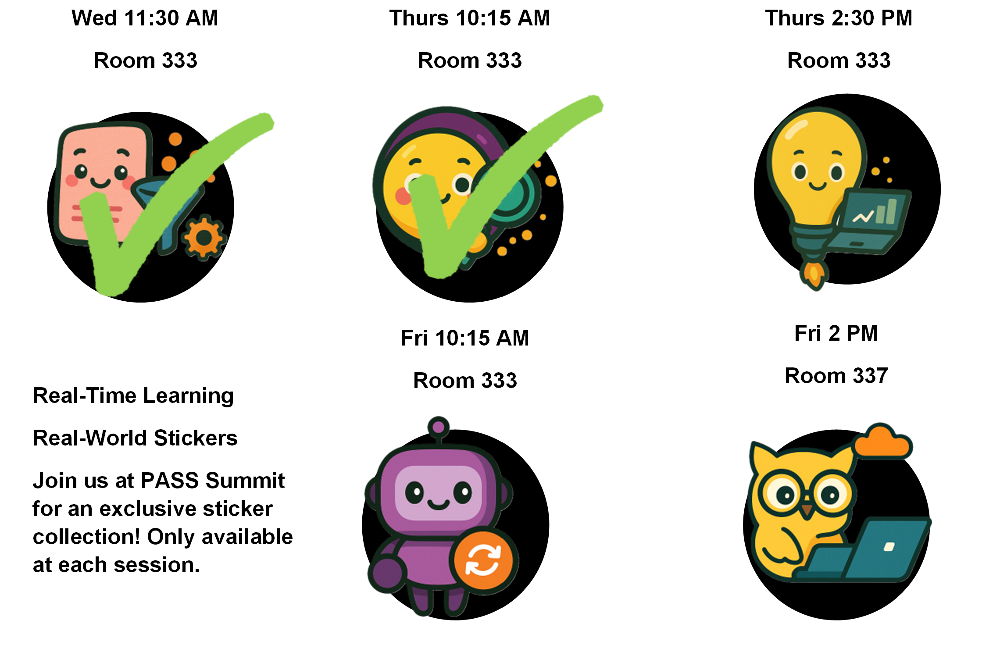 Wed 11:30 AM
Room 333
Thurs 10:15 AM
Room 333
Thurs 2:30 PM
Room 333
Fri 10:15 AM
Room 333
Fri 2 PM
Room 337
Real-Time Learning
Real-World Stickers
Join us at PASS Summit
for an exclusive sticker
collection! Only available
at each session.